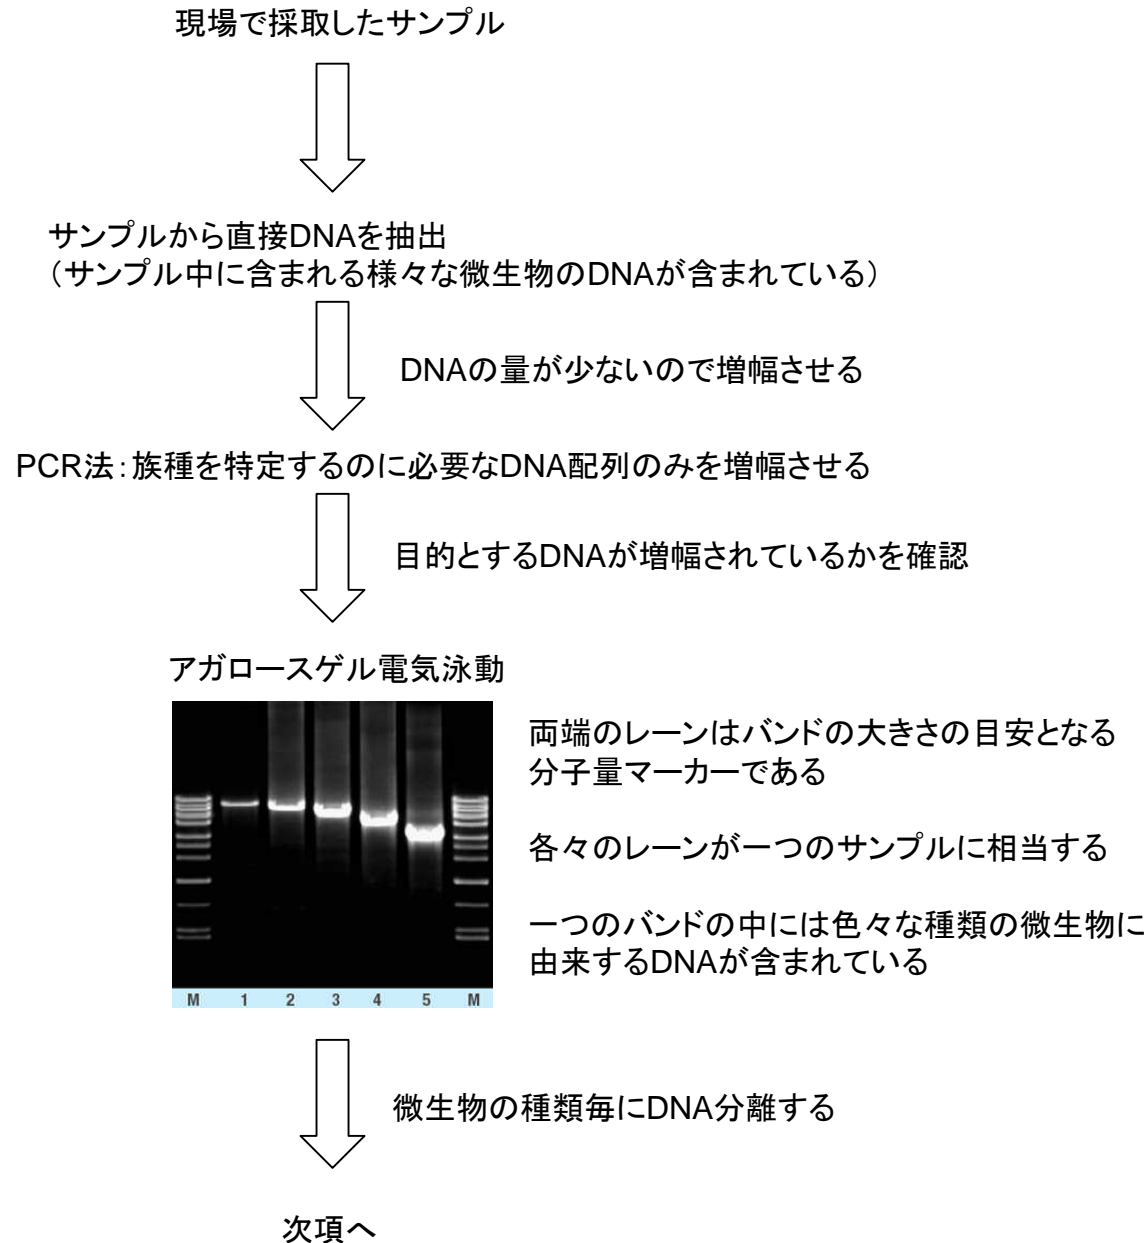 現場で採取したサンプル
サンプルから直接DNAを抽出
（サンプル中に含まれる様々な微生物のDNAが含まれている）
DNAの量が少ないので増幅させる
PCR法：族種を特定するのに必要なDNA配列のみを増幅させる
目的とするDNAが増幅されているかを確認
アガロースゲル電気泳動
両端のレーンはバンドの大きさの目安となる
分子量マーカーである
各々のレーンが一つのサンプルに相当する
一つのバンドの中には色々な種類の微生物に
由来するDNAが含まれている
M 1 2 3 4 5 M
微生物の種類毎にDNA分離する
次項へ